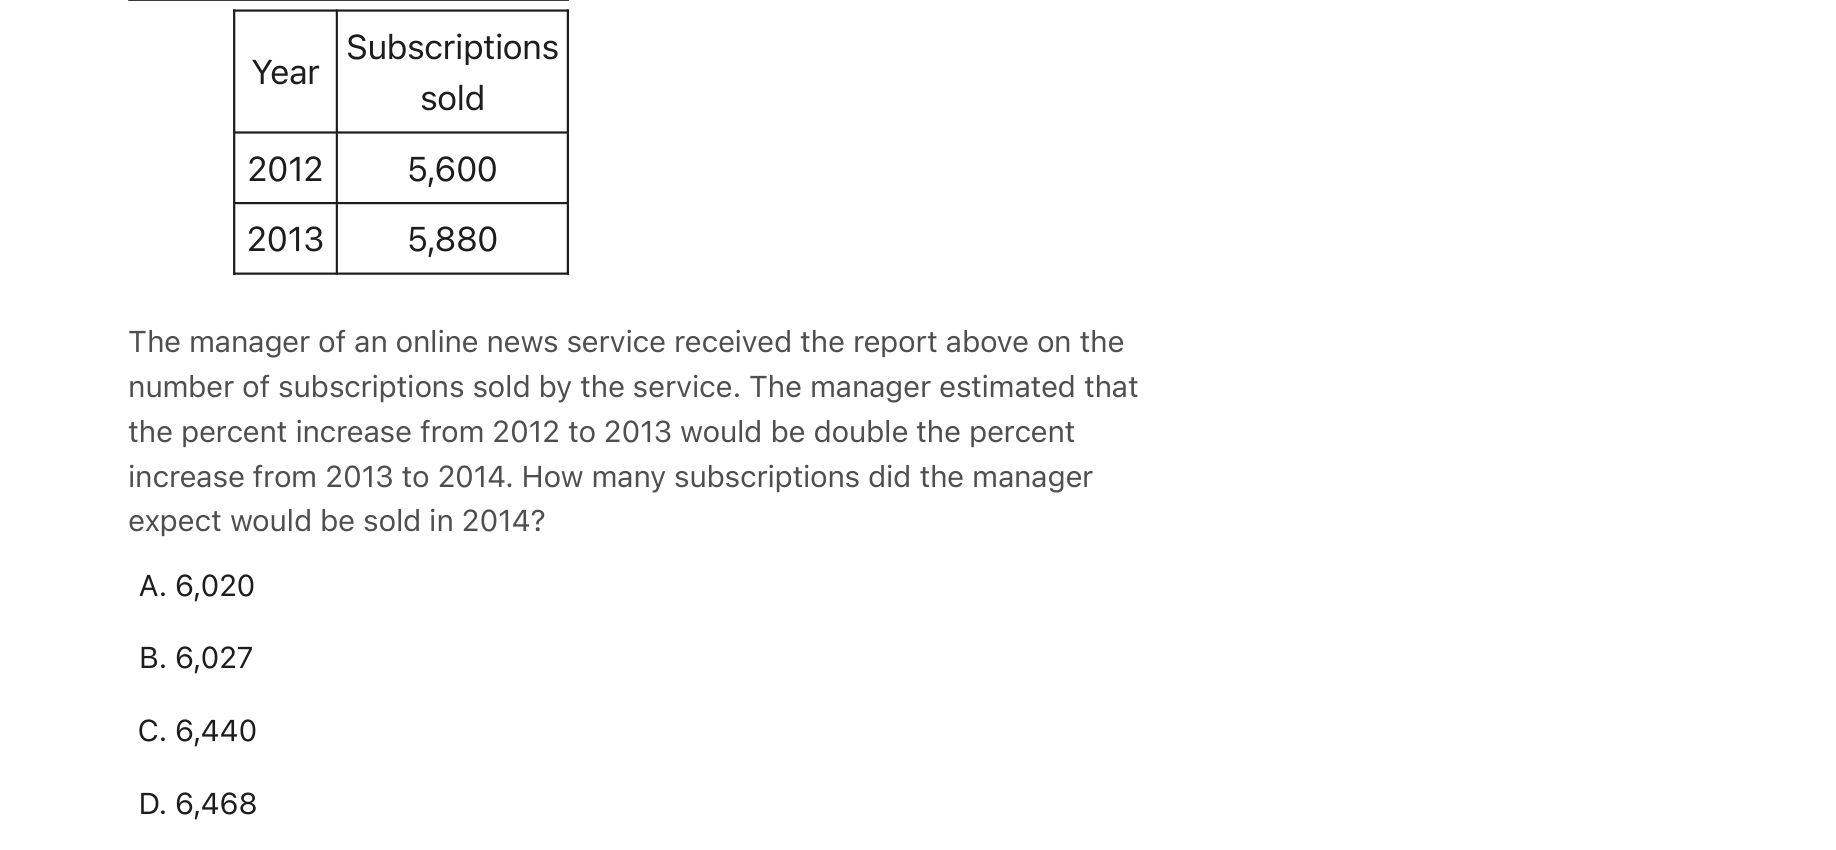 Year
Subscriptions
sold
2012 5,600
2013 5,880
The manager of an online news service received the report above on the
number of subscriptions sold by the service. The manager estimated that
the percent increase from 2012 to 2013 would be double the percent
increase from 2013 to 2014. How many subscriptions did the manager
expect would be sold in 2014?
A. 6,020
B. 6,027
C. 6,440
D. 6,468